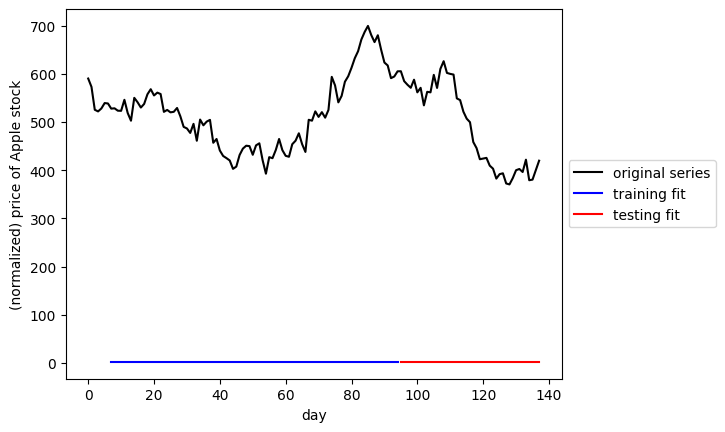 (normalized) price of Apple stock
700
600
500
400
300
200
100
0
0 20 40 60 80 100 120 140
day
original series
training fit
testing fit